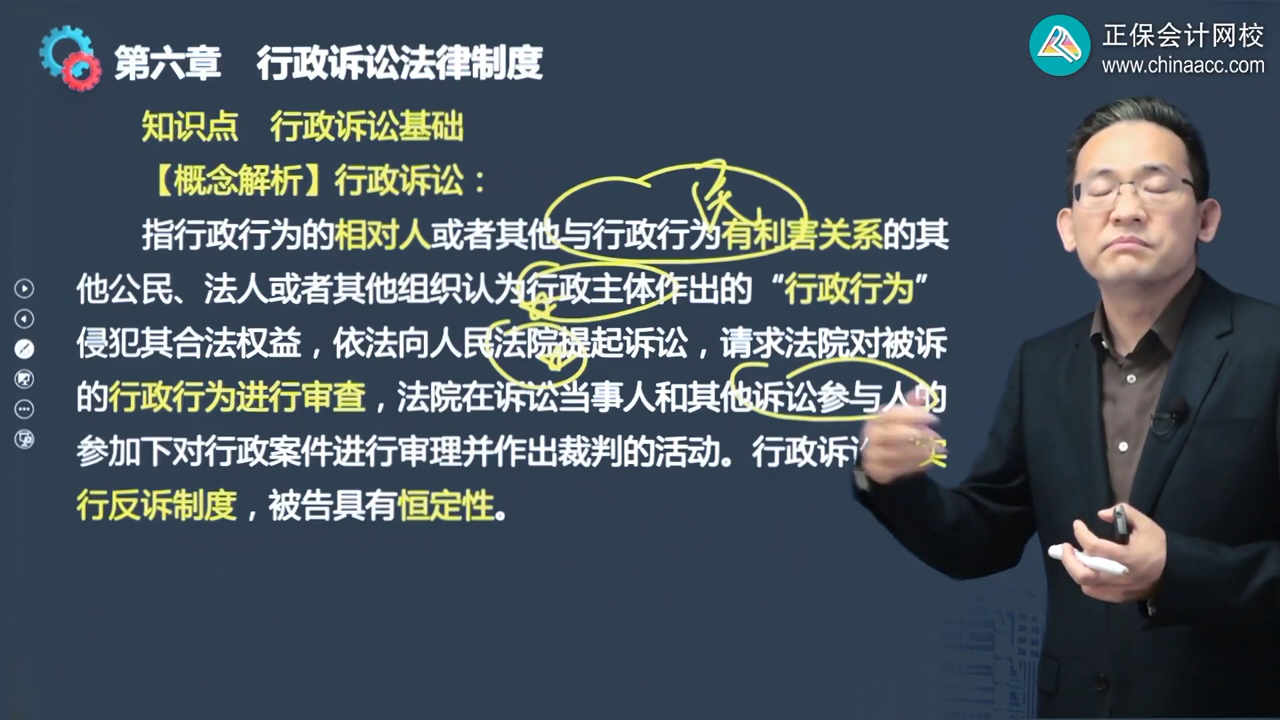 第六章 行政诉讼法律制度
正保会计网校
www.chinaacc.com
知识点 行政诉讼基础
【概念解析】行政诉讼：
指行政行为的相对人或者其他与行政行为有利害关系的其
他公民、法人或者其他组织认为行政主体作出的“行政行为”
侵犯其合法权益，依法向人民法院提起诉讼，请求法院对被诉
的行政行为进行审查，法院在诉讼当事人和其他诉讼参与人的
参加下对行政案件进行审理并作出裁判的活动。行政诉讼实
行反诉制度，被告具有恒定性。